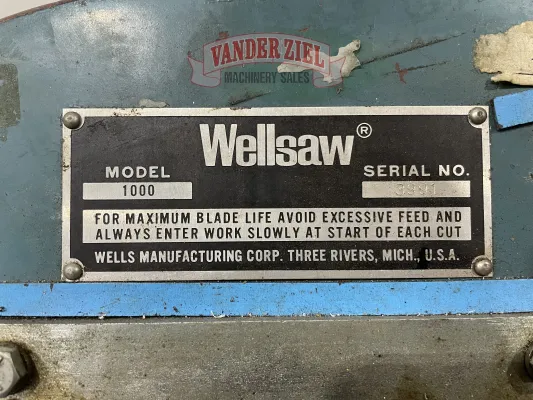 VANDER ZIEL
MACHINERY SALES
Wellsaw®
MODEL
1000
SERIAL NO.
FOR MAXIMUM BLADE LIFE AVOID EXCESSIVE FEED AND
ALWAYS ENTER WORK SLOWLY AT START OF EACH CUT
WELLS MANUFACTURING CORP. THREE RIVERS, MICH., U.S.A.